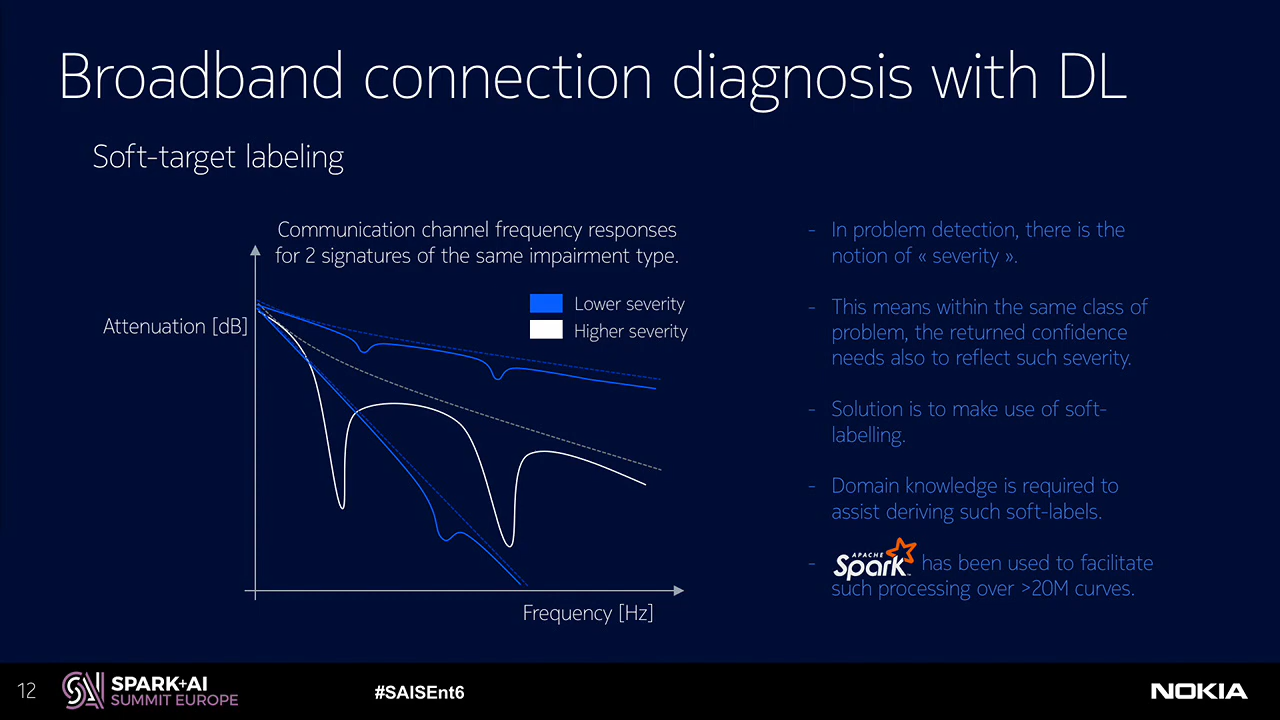 Broadband connection diagnosis with DL
Soft-target labeling
Communication channel frequency responses
for 2 signatures of the same impairment type.
Lower severity
Higher severity
Attenuation [dB]
Frequency [Hz]
- In problem detection, there is the
notion of « severity ».
- This means within the same class of
problem, the returned confidence
needs also to reflect such severity.
- Solution is to make use of soft-
labelling.
- Domain knowledge is required to
assist deriving such soft-labels.
- APACHE Spark™ has been used to facilitate
such processing over >20M curves.
12
SAI
SPARK+AI
SUMMIT EUROPE
#SAISEnt6
NOKIA